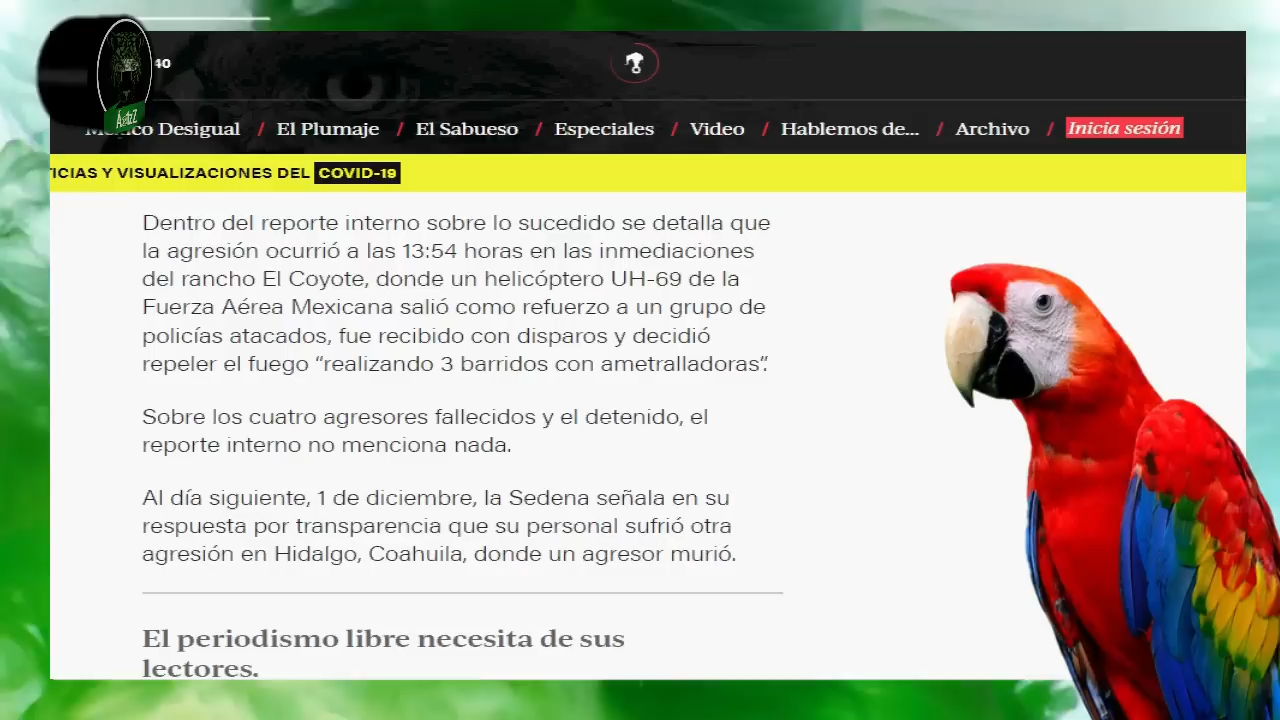 40
AztuZ
México Desigual / El Plumaje / El Sabueso / Especiales / Video / Hablemos de... / Archivo / Inicia sesión
ICIAS Y VISUALIZACIONES DEL COVID-19
Dentro del reporte interno sobre lo sucedido se detalla que
la agresión ocurrió a las 13:54 horas en las inmediaciones
del rancho El Coyote, donde un helicóptero UH-69 de la
Fuerza Aérea Mexicana salió como refuerzo a un grupo de
policías atacados, fue recibido con disparos y decidió
repeler el fuego “realizando 3 barridos con ametralladoras”.
Sobre los cuatro agresores fallecidos y el detenido, el
reporte interno no menciona nada.
Al día siguiente, 1 de diciembre, la Sedena señala en su
respuesta por transparencia que su personal sufrió otra
agresión en Hidalgo, Coahuila, donde un agresor murió.
El periodismo libre necesita de sus
lectores.